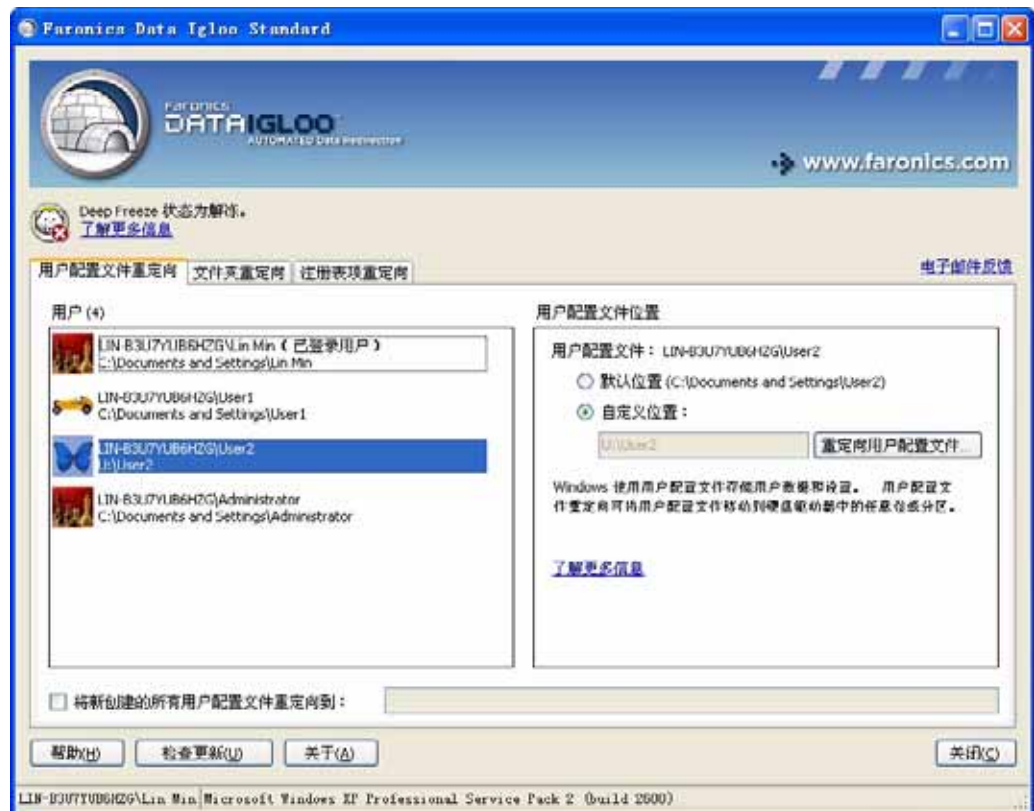 Faronics Data Igloo Standard
Faronics
DATAIGLOO
AUTOMATED Data Redirection
www.faronics.com
Deep Freeze 状态为解冻。
了解更多信息
用户配置文件重定向 文件夹重定向 注册表项重定向
电子邮件反馈
用户 (4)
LIN-B3U7YUB6HZG\Lin Min ( 已登录用户 )
C:\Documents and Settings\Lin Min
LIN-B3U7YUB6HZG\User1
C:\Documents and Settings\User1
LIN-B3U7YUB6HZG\User2
U:\User2
LIN-B3U7YUB6HZG\Administrator
C:\Documents and Settings\Administrator
用户配置文件位置
用户配置文件: LIN-B3U7YUB6HZG\User2
默认位置 (C:\Documents and Settings\User2)
自定义位置:
U:\User2
重定向用户配置文件...
Windows 使用用户配置文件存储用户数据和设置。 用户配置文
件重定向可将用户配置文件移动到硬盘驱动器中的任意位或分区。
了解更多信息
将新创建的所有用户配置文件重定向到:
帮助(H) 检查更新(U) 关于(A) 关闭(C)
LIN-B3U7YUB6HZG\Lin Min Microsoft Windows XP Professional Service Pack 2 (build 2600)